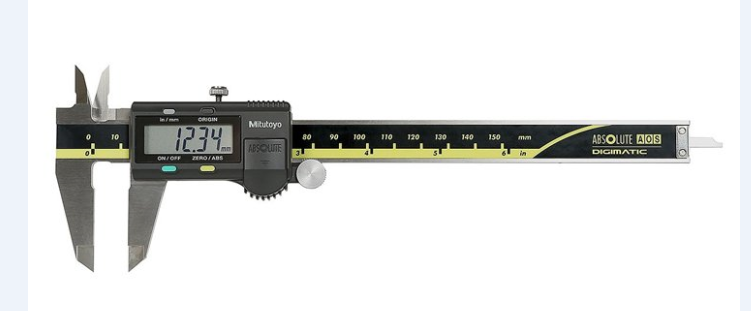 in / mm ORIGIN
Mitutoyo
12.34 mm
ABSOLUTE
ON / OFF ZERO / ABS
0 10 80 90 100 110 120 130 140 150 mm
0 3 4 5 6 in
ABSOLUTE AOS
DIGIMATIC